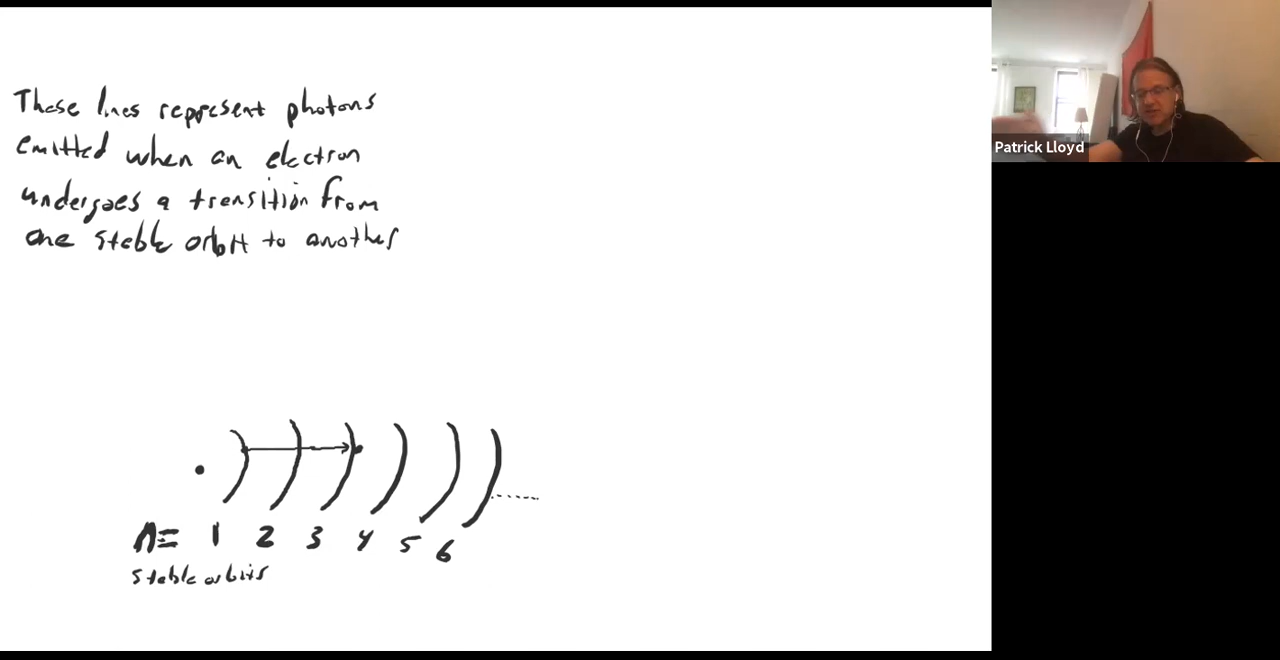 These lines represent photons
emitted when an electron
undergoes a transition from
one stable orbit to another
n= 1 2 3 4 5 6
stable orbits
Patrick Lloyd